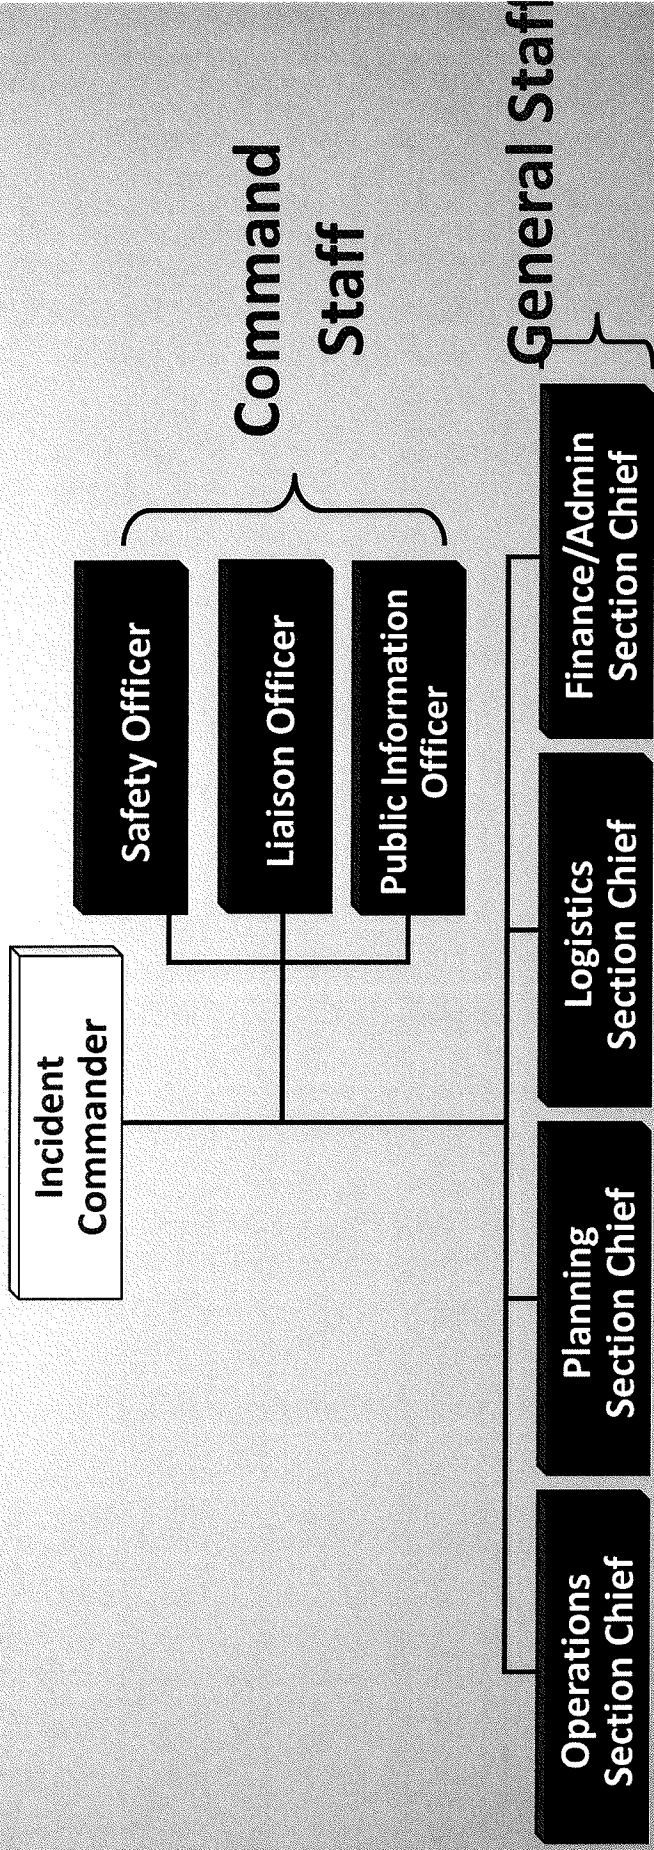 Incident
Commander
Safety Officer
Liaison Officer
Public Information
Officer
Command
Staff
General Staff
Operations
Section Chief
Planning
Section Chief
Logistics
Section Chief
Finance/Admin
Section Chief